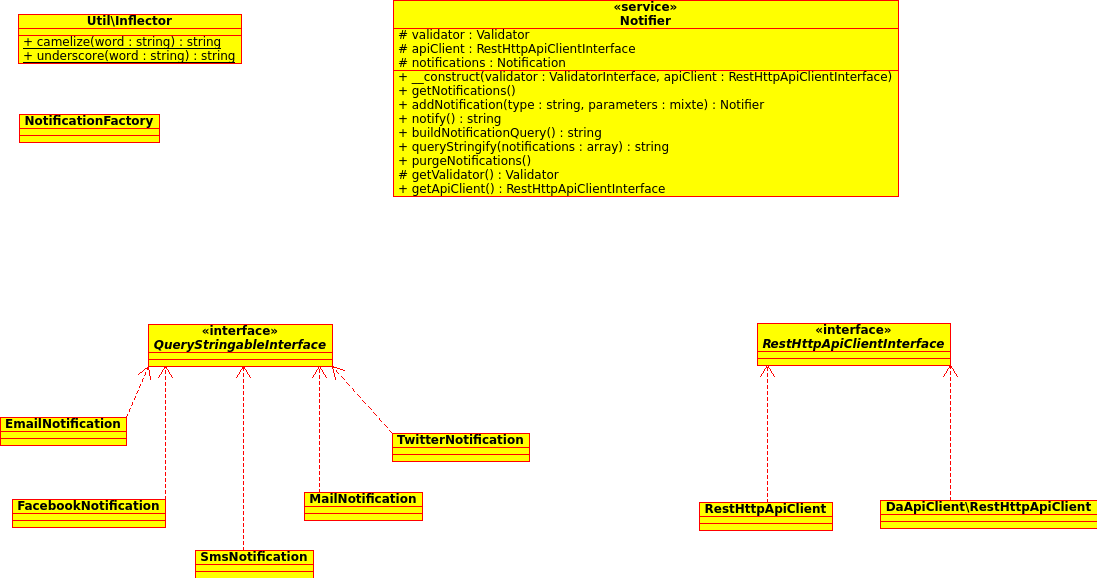 Util\Inflector
+ camelize(word : string) : string
+ underscore(word : string) : string
«service»
Notifier
# validator : Validator
# apiClient : RestHttpApiClientInterface
# notifications : Notification
+ __construct(validator : ValidatorInterface, apiClient : RestHttpApiClientInterface)
+ getNotifications()
+ addNotification(type : string, parameters : mixte) : Notifier
+ notify() : string
+ buildNotificationQuery() : string
+ queryStringify(notifications : array) : string
+ purgeNotifications()
# getValidator() : Validator
+ getApiClient() : RestHttpApiClientInterface
NotificationFactory
«interface»
QueryStringableInterface
«interface»
RestHttpApiClientInterface
EmailNotification
TwitterNotification
FacebookNotification
MailNotification
SmsNotification
RestHttpApiClient
DaApiClient\RestHttpApiClient